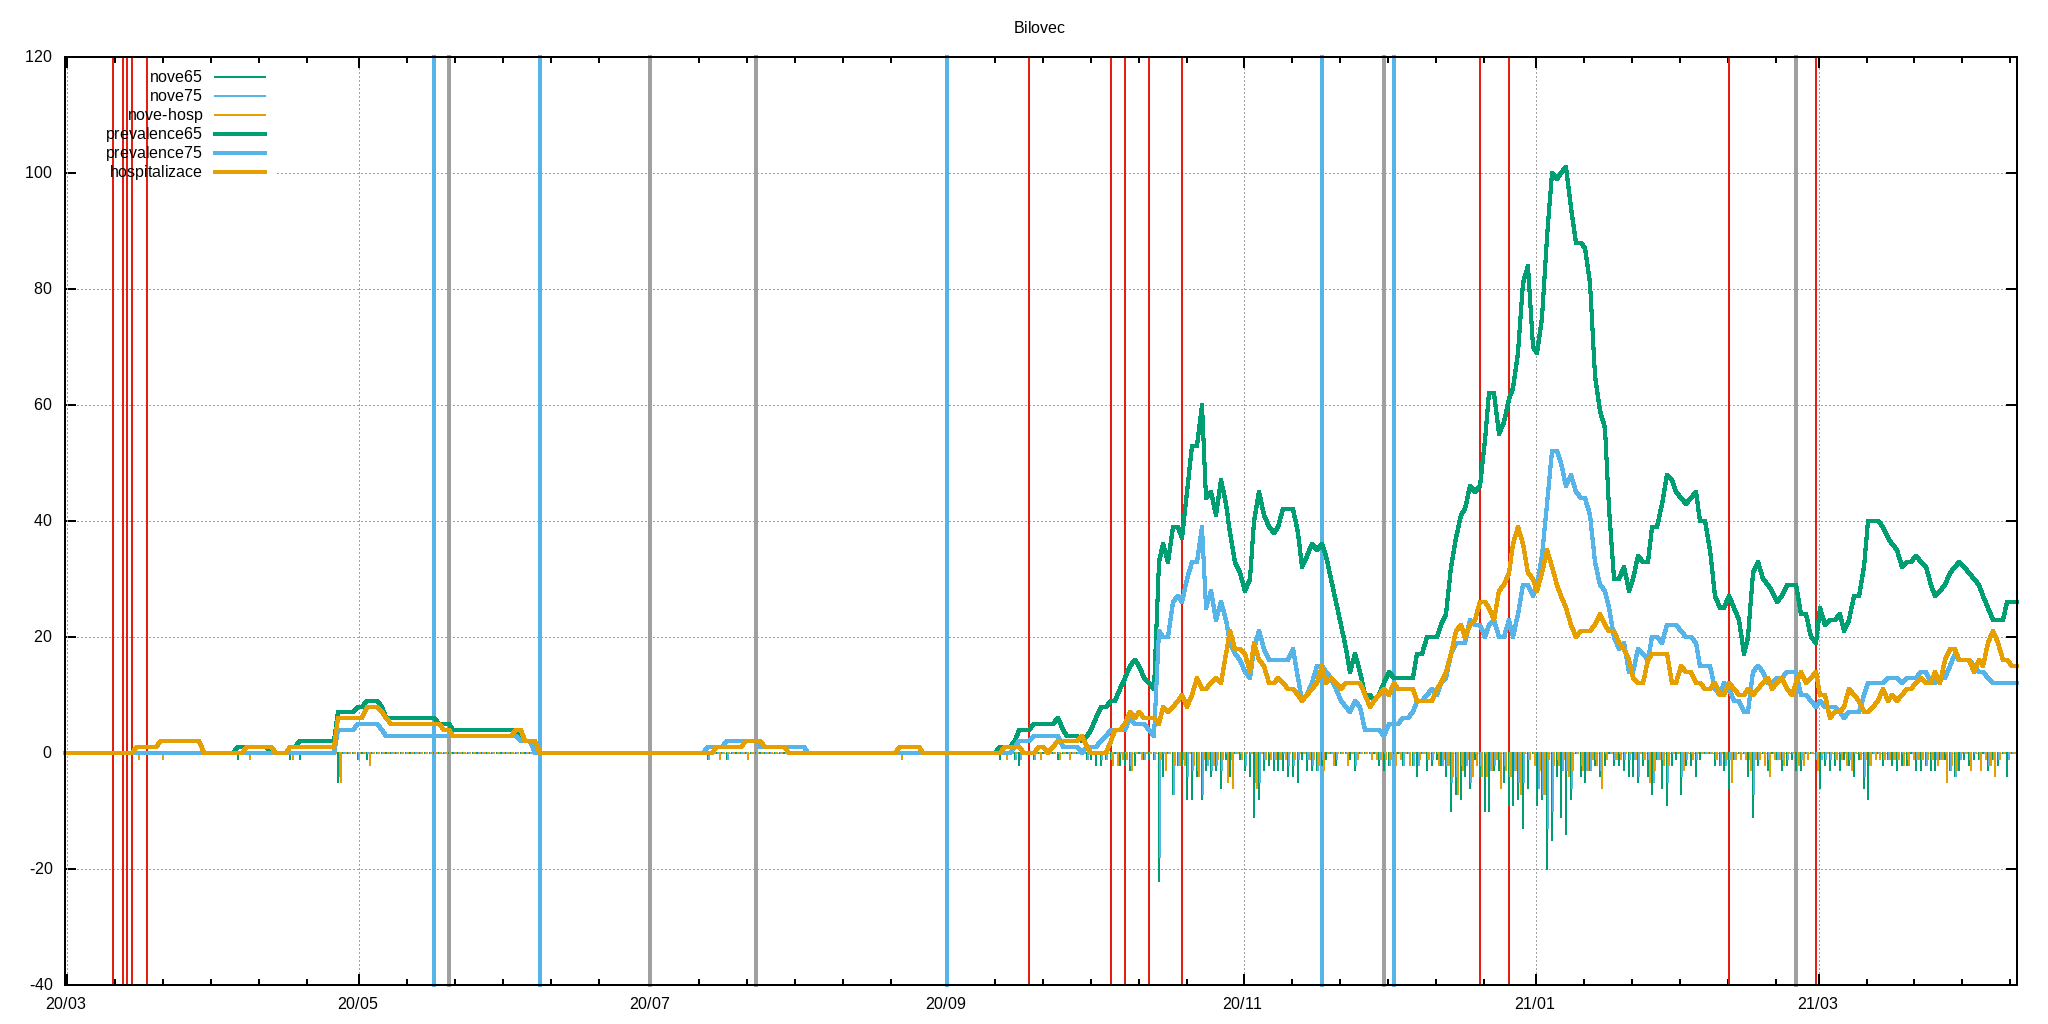 Bilovec
120
100
80
60
40
20
0
-20
-40
nove65
nove75
nove-hosp
prevalence65
prevalence75
hospitalizace
20/03 20/05 20/07 20/09 20/11 21/01 21/03